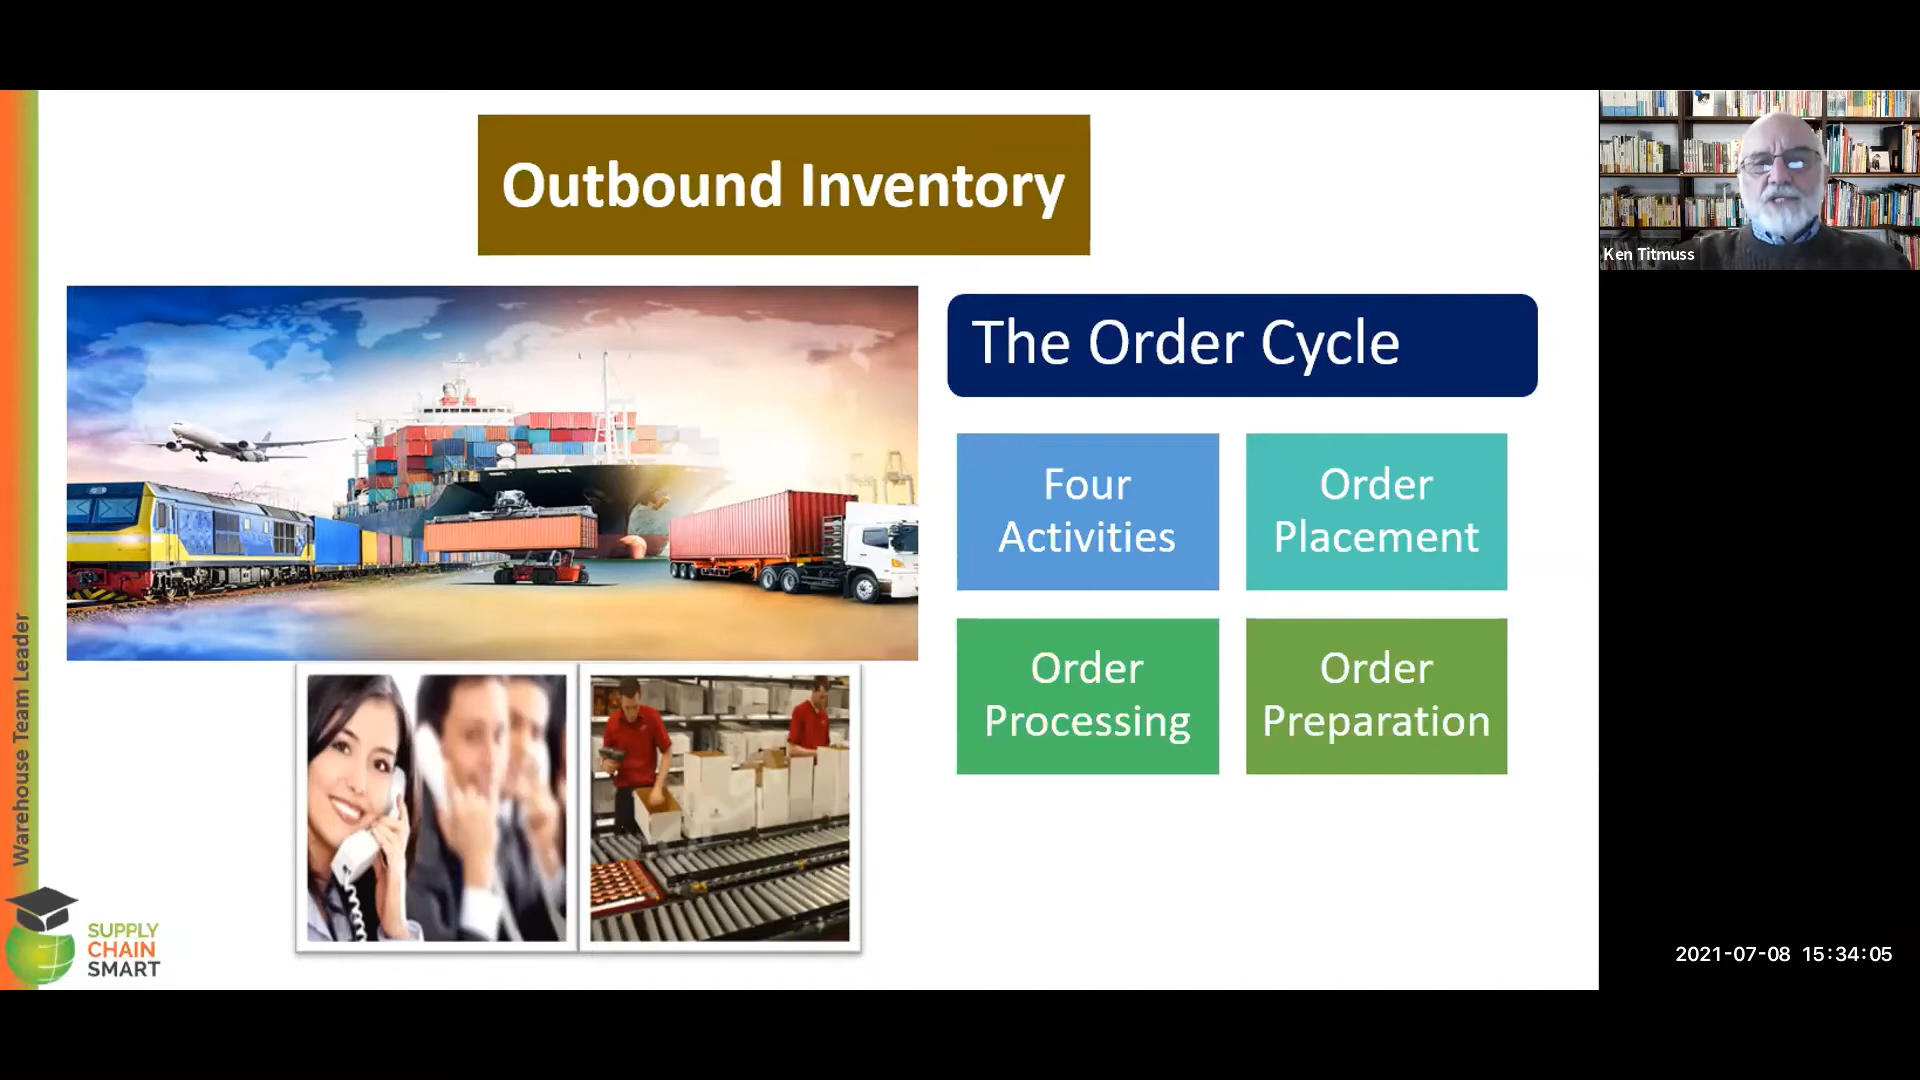 Outbound Inventory
The Order Cycle
Four
Activities
Order
Placement
Order
Processing
Order
Preparation
Warehouse Team Leader
SUPPLY
CHAIN
SMART
Ken Titmuss
2021-07-08 15:34:05